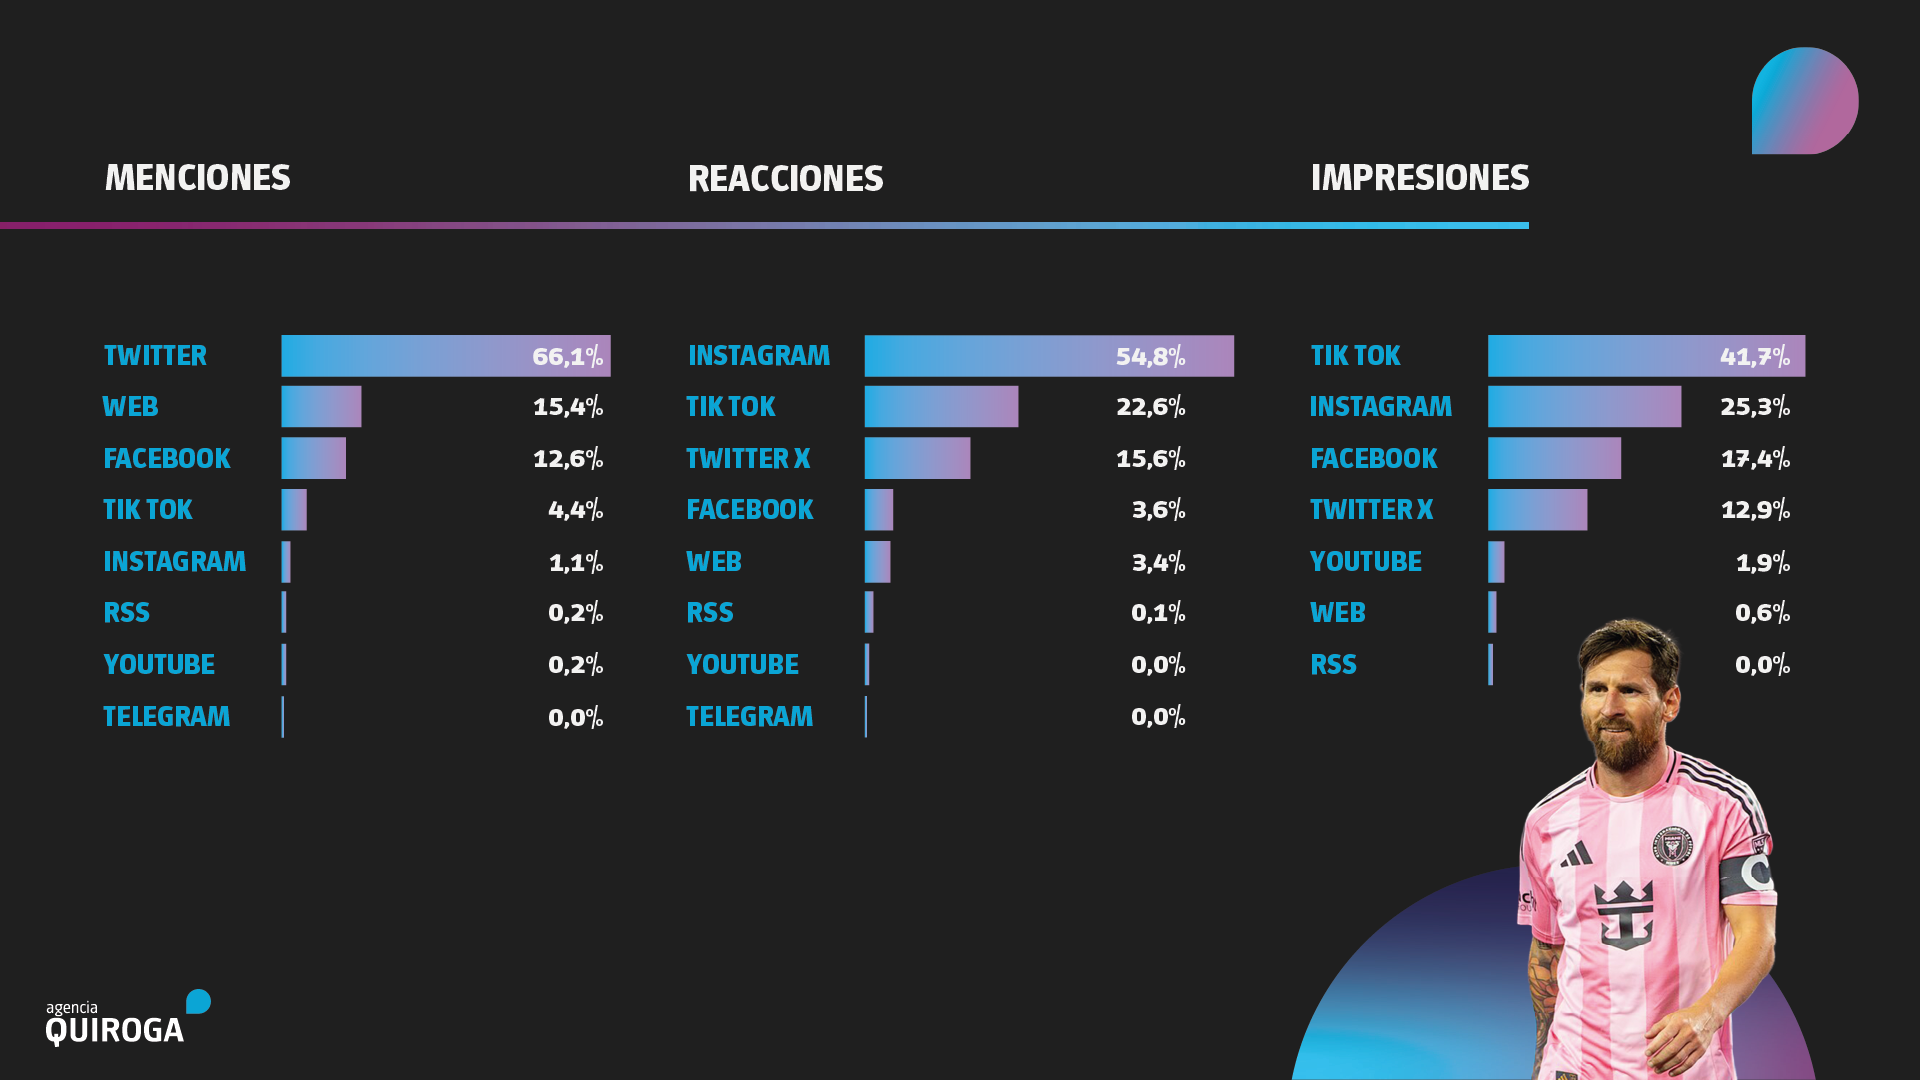 MENCIONES
REACCIONES
IMPRESIONES
TWITTER 66,1%
WEB 15,4%
FACEBOOK 12,6%
TIK TOK 4,4%
INSTAGRAM 1,1%
RSS 0,2%
YOUTUBE 0,2%
TELEGRAM 0,0%
INSTAGRAM 54,8%
TIK TOK 22,6%
TWITTER X 15,6%
FACEBOOK 3,6%
WEB 3,4%
RSS 0,1%
YOUTUBE 0,0%
TELEGRAM 0,0%
TIK TOK 41,7%
INSTAGRAM 25,3%
FACEBOOK 17,4%
TWITTER X 12,9%
YOUTUBE 1,9%
WEB 0,6%
RSS 0,0%
agencia
QUIROGA